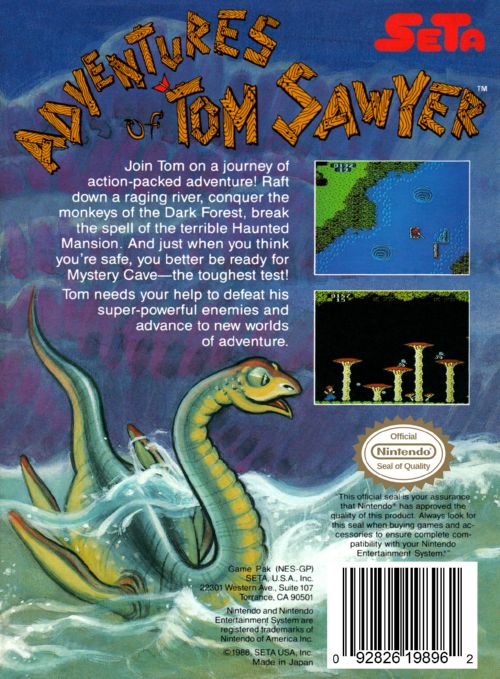 SETA
ADVENTURES
of TOM SAWYER™
Join Tom on a journey of
action-packed adventure! Raft
down a raging river, conquer the
monkeys of the Dark Forest, break
the spell of the terrible Haunted
Mansion. And just when you think
you're safe, you better be ready for
Mystery Cave—the toughest test!
Tom needs your help to defeat his
super-powerful enemies and
advance to new worlds
of adventure.
Official
Nintendo®
Seal of Quality
"This official seal is your assurance
that Nintendo® has approved the
quality of this product. Always look for
this seal when buying games and ac-
cessories to ensure complete com-
patibility with your Nintendo
Entertainment System."
Game Pak (NES-GP)
SETA, U.S.A., Inc.
22301 Western Ave., Suite 107
Torrance, CA 90501
Nintendo and Nintendo
Entertainment System are
registered trademarks of
Nintendo of America Inc.
©1988, SETA USA, Inc.
Made in Japan
0 92826 19896 2